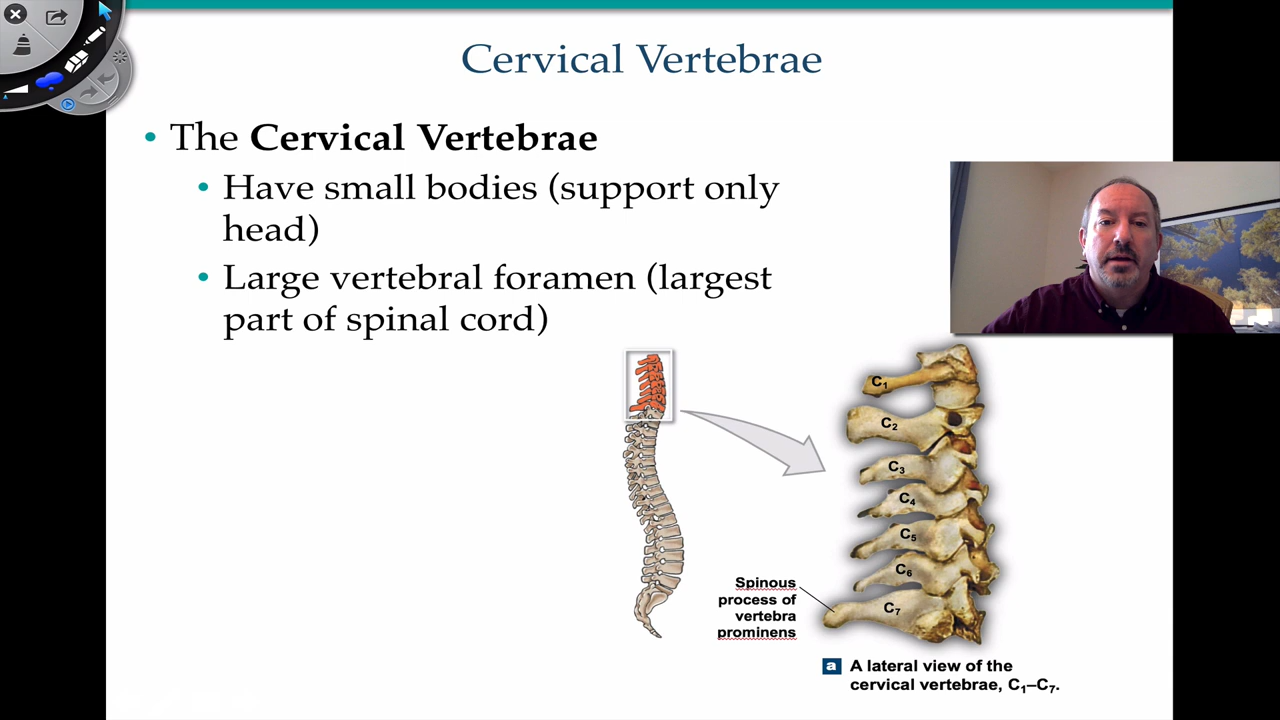 Cervical Vertebrae
• The Cervical Vertebrae
• Have small bodies (support only
head)
• Large vertebral foramen (largest
part of spinal cord)
C₁
C₂
C₃
C₄
C₅
C₆
C₇
Spinous
process of
vertebra
prominens
a A lateral view of the
cervical vertebrae, C₁–C₇.